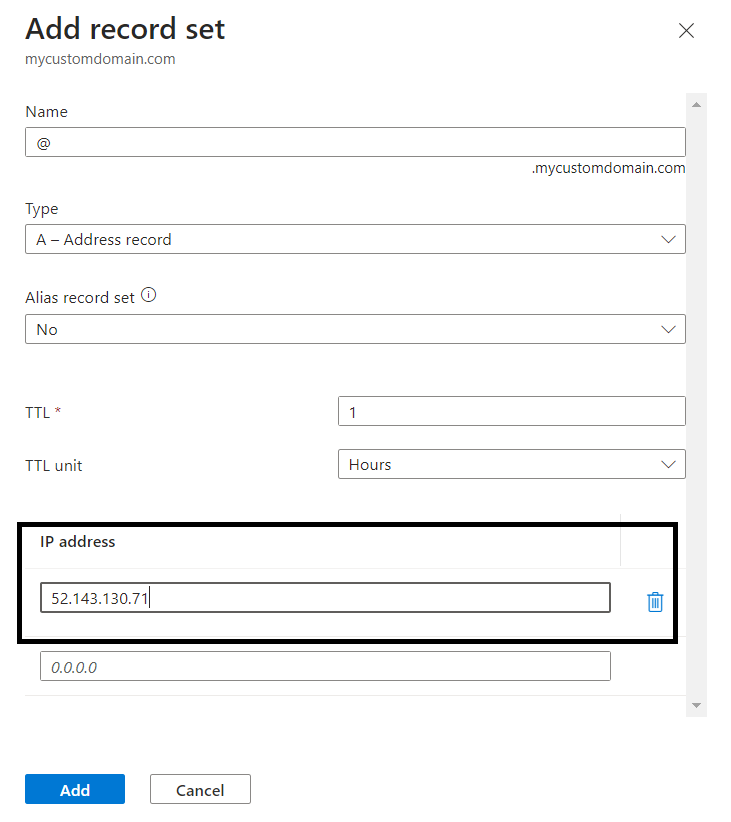 Add record set
mycustomdomain.com
Name
@
.mycustomdomain.com
Type
A – Address record
Alias record set
No
TTL *
1
TTL unit
Hours
IP address
52.143.130.71
0.0.0.0
Add
Cancel